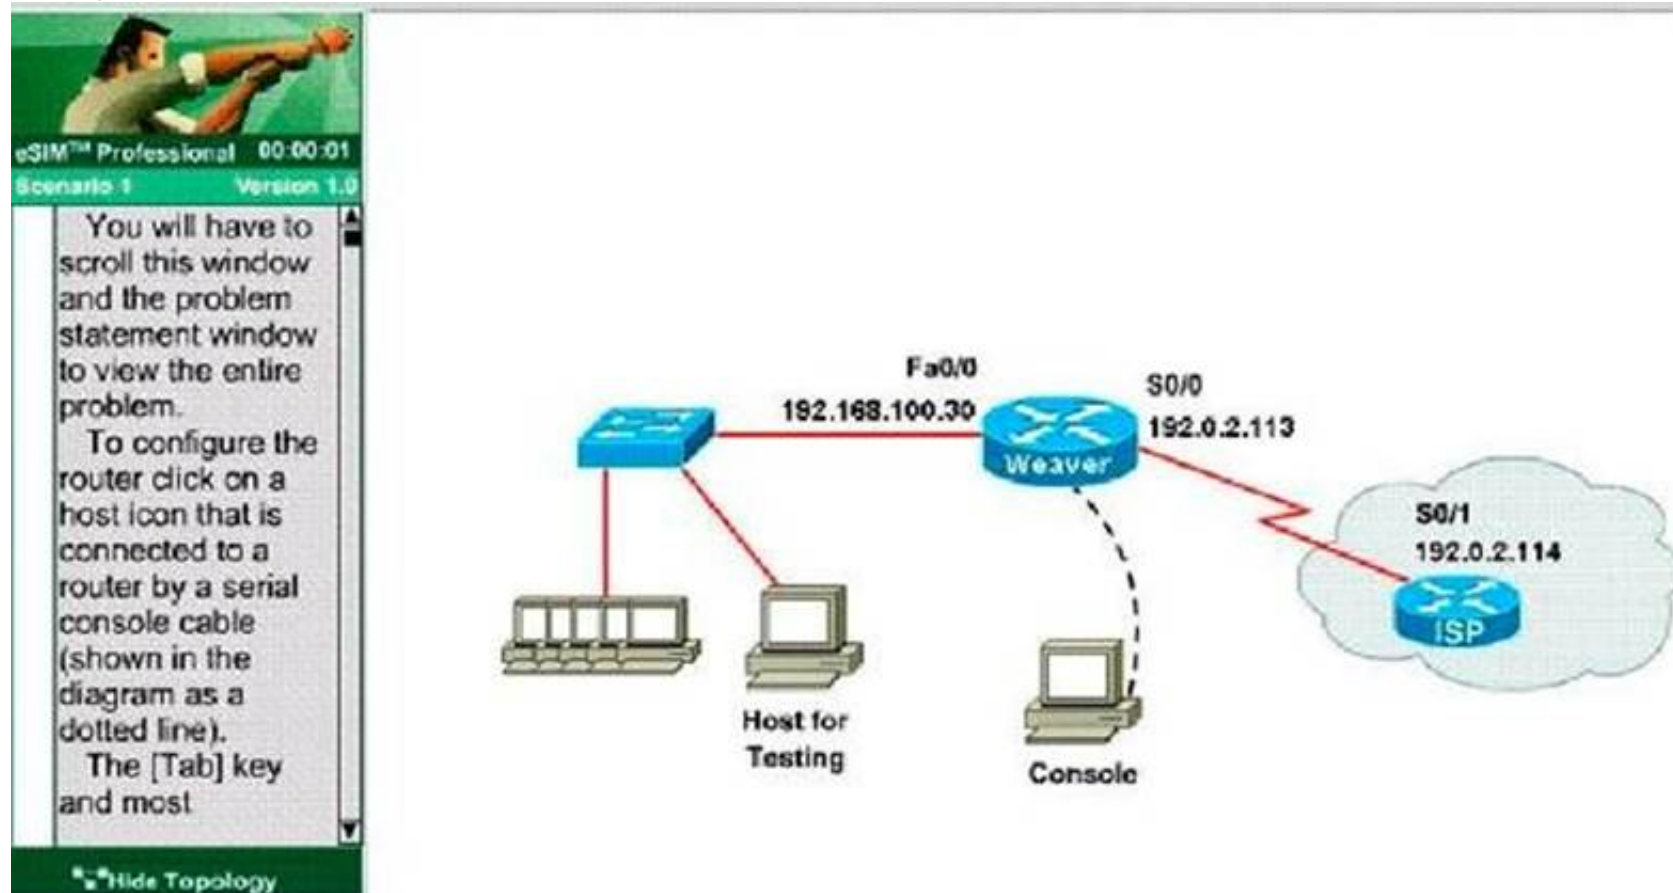 eSIM™ Professional 00:00:01
Scenario 1 Version 1.0
You will have to
scroll this window
and the problem
statement window
to view the entire
problem.
To configure the
router click on a
host icon that is
connected to a
router by a serial
console cable
(shown in the
diagram as a
dotted line).
The [Tab] key
and most
Hide Topology
Fa0/0
192.168.100.30
S0/0
192.0.2.113
Weaver
S0/1
192.0.2.114
ISP
Host for
Testing
Console